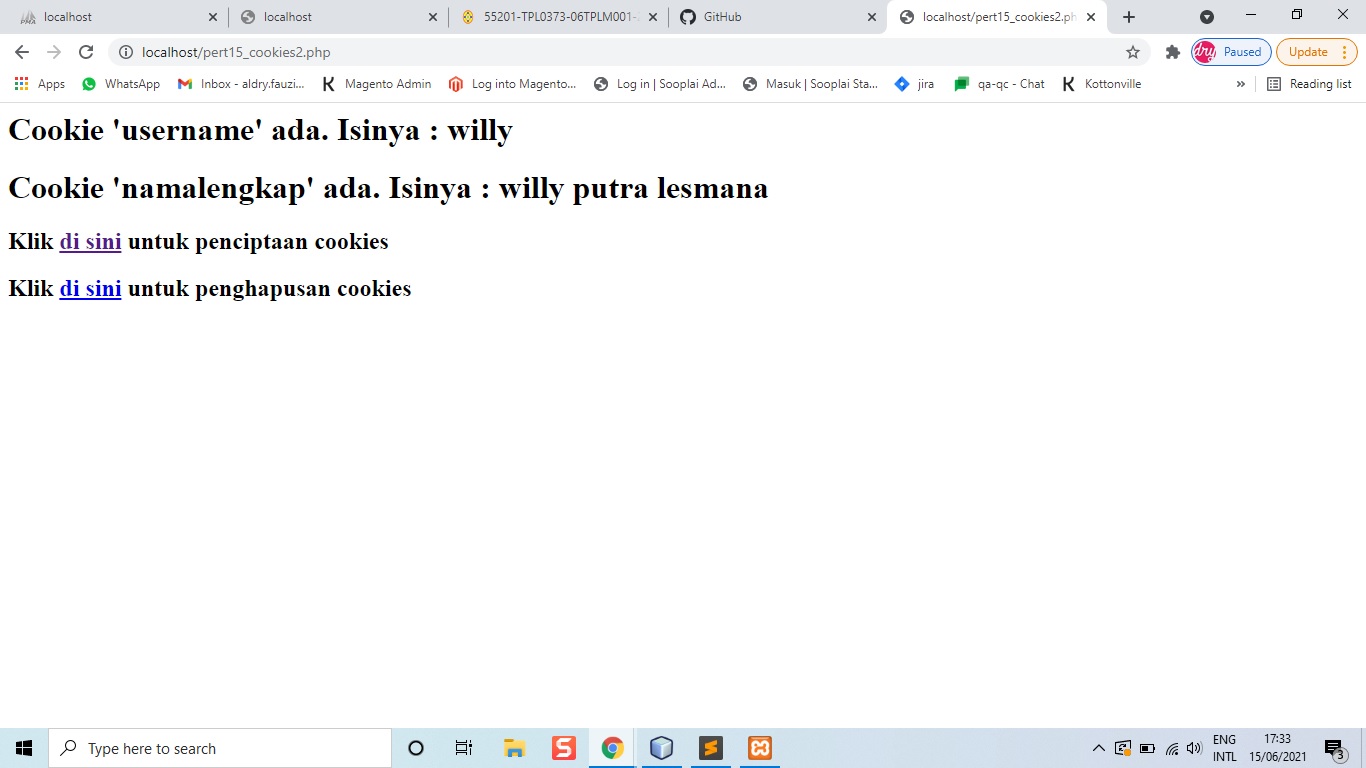 localhost
localhost
55201-TPL0373-06TPLM001-
GitHub
localhost/pert15_cookies2.ph
localhost/pert15_cookies2.php
dry
Paused
Update
Apps
WhatsApp
Inbox - aldry.fauzi...
Magento Admin
Log into Magento...
Log in | Sooplai Ad...
Masuk | Sooplai Sta...
jira
qa-qc - Chat
Kottonville
»
Reading list
Cookie 'username' ada. Isinya : willy
Cookie 'namalengkap' ada. Isinya : willy putra lesmana
Klik di sini untuk penciptaan cookies
Klik di sini untuk penghapusan cookies
Type here to search
ENG
INTL
17:33
15/06/2021
3